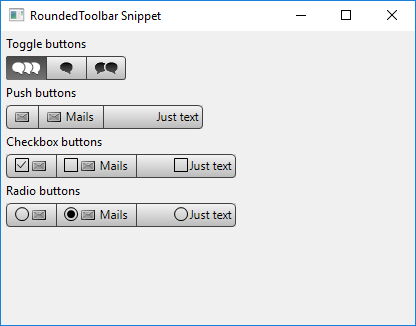 RoundedToolbar Snippet
Toggle buttons
Push buttons
Mails Just text
Checkbox buttons
Mails Just text
Radio buttons
Mails Just text